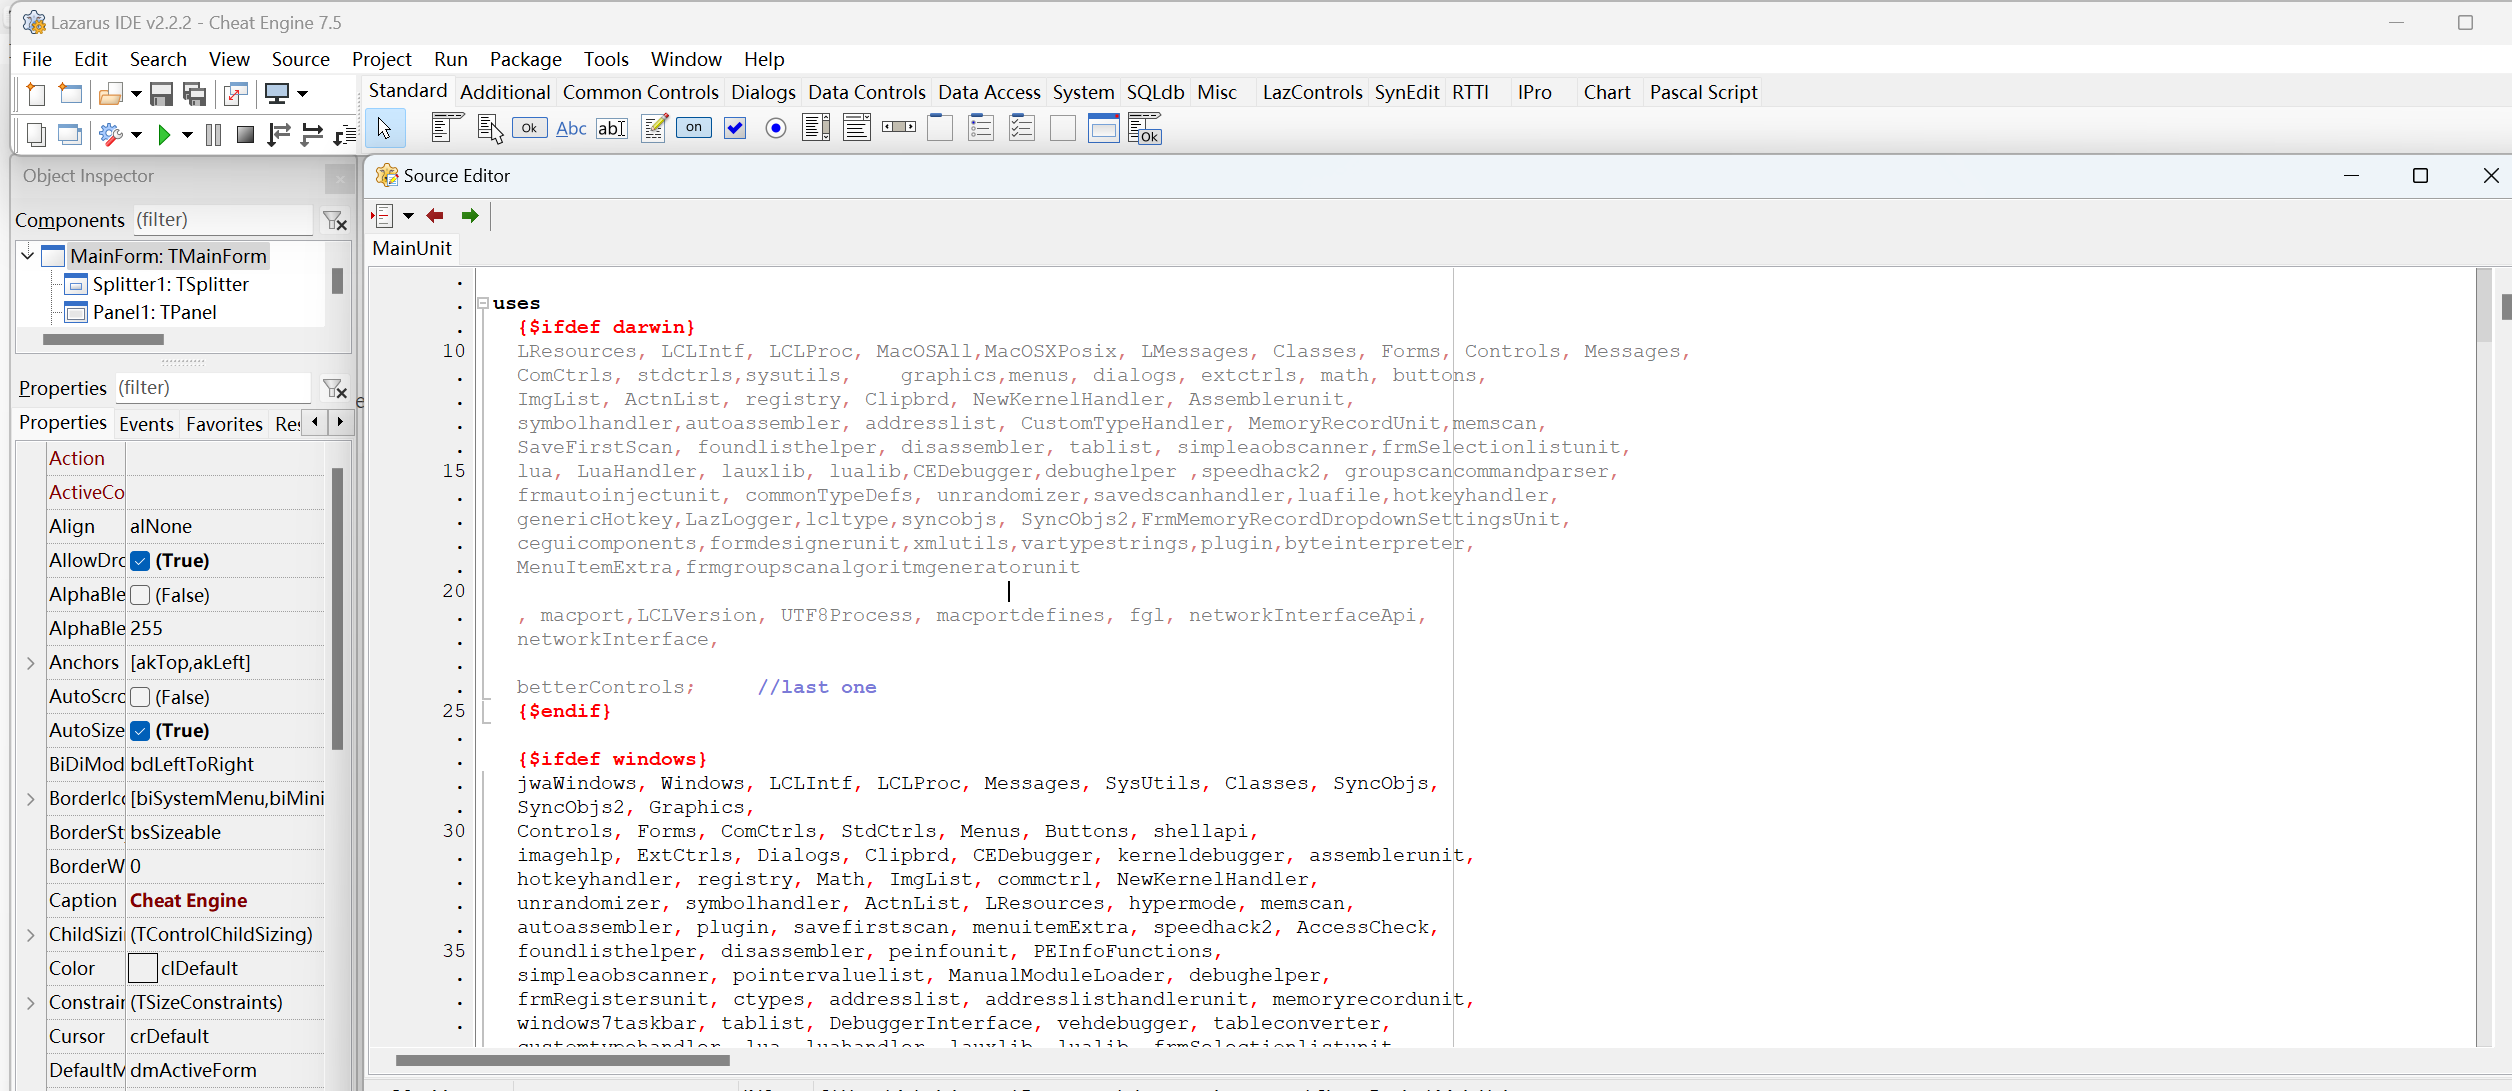 Lazarus IDE v2.2.2 - Cheat Engine 7.5
File Edit Search View Source Project Run Package Tools Window Help
Standard Additional Common Controls Dialogs Data Controls Data Access System SQLdb Misc LazControls SynEdit RTTI IPro Chart Pascal Script
Ok Abc ab on Ok
Object Inspector
Components (filter)
MainForm: TMainForm
Splitter1: TSplitter
Panel1: TPanel
Properties (filter)
Properties Events Favorites Re
Action
ActiveCo
Align alNone
AllowDro (True)
AlphaBle (False)
AlphaBle 255
Anchors [akTop,akLeft]
AutoScro (False)
AutoSize (True)
BiDiMod bdLeftToRight
BorderIco [biSystemMenu,biMini
BorderSt bsSizeable
BorderW 0
Caption Cheat Engine
ChildSizi (TControlChildSizing)
Color clDefault
Constrair (TSizeConstraints)
Cursor crDefault
DefaultM dmActiveForm
Source Editor
MainUnit
uses
{$ifdef darwin}
10 LResources, LCLIntf, LCLProc, MacOSAll,MacOSXPosix, LMessages, Classes, Forms, Controls, Messages,
ComCtrls, stdctrls,sysutils,    graphics,menus, dialogs, extctrls, math, buttons,
ImgList, ActnList, registry, Clipbrd, NewKernelHandler, Assemblerunit,
symbolhandler,autoassembler, addresslist, CustomTypeHandler, MemoryRecordUnit,memscan,
SaveFirstScan, foundlisthelper, disassembler, tablist, simpleaobscanner,frmSelectionlistunit,
15 lua, LuaHandler, lauxlib, lualib,CEDebugger,debughelper ,speedhack2, groupscancommandparser,
frmautoinjectunit, commonTypeDefs, unrandomizer,savedscanhandler,luafile,hotkeyhandler,
genericHotkey,LazLogger,lcltype,syncobjs, SyncObjs2,FrmMemoryRecordDropdownSettingsUnit,
ceguicomponents,formdesignerunit,xmlutils,vartypestrings,plugin,byteinterpreter,
MenuItemExtra,frmgroupscanalgoritmgeneratorunit
20
, macport,LCLVersion, UTF8Process, macportdefines, fgl, networkInterfaceApi,
networkInterface,
betterControls;     //last one
25 {$endif}
{$ifdef windows}
jwaWindows, Windows, LCLIntf, LCLProc, Messages, SysUtils, Classes, SyncObjs,
SyncObjs2, Graphics,
30 Controls, Forms, ComCtrls, StdCtrls, Menus, Buttons, shellapi,
imagehlp, ExtCtrls, Dialogs, Clipbrd, CEDebugger, kerneldebugger, assemblerunit,
hotkeyhandler, registry, Math, ImgList, commctrl, NewKernelHandler,
unrandomizer, symbolhandler, ActnList, LResources, hypermode, memscan,
autoassembler, plugin, savefirstscan, menuitemExtra, speedhack2, AccessCheck,
35 foundlisthelper, disassembler, peinfounit, PEInfoFunctions,
simpleaobscanner, pointervaluelist, ManualModuleLoader, debughelper,
frmRegistersunit, ctypes, addresslist, addresslisthandlerunit, memoryrecordunit,
windows7taskbar, tablist, DebuggerInterface, vehdebugger, tableconverter,
customtypehandler, lua, luahandler, lauxlib, lualib, frmSelectionlistunit,